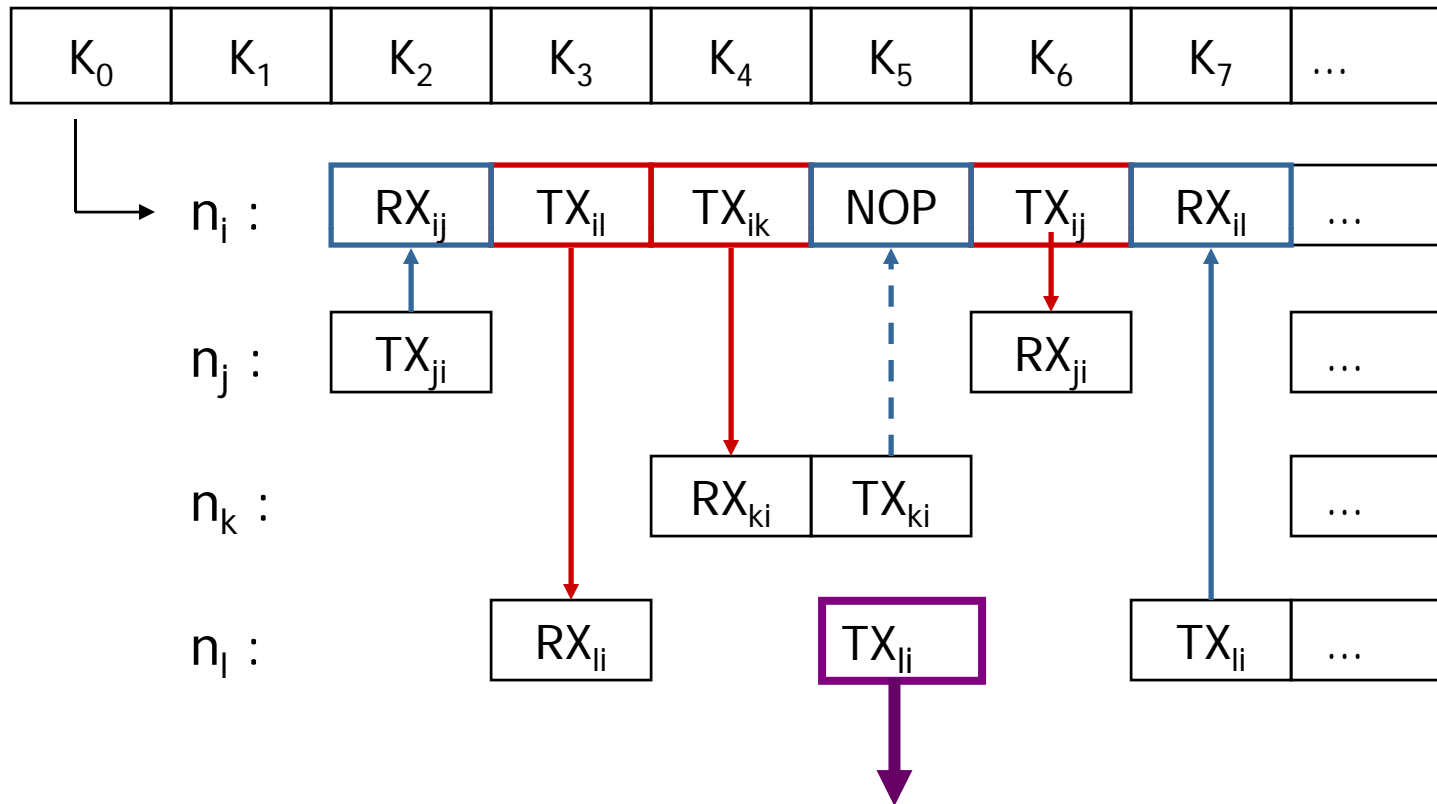 K₀ K₁ K₂ K₃ K₄ K₅ K₆ K₇ ...
nᵢ : RXᵢⱼ TXᵢₗ TXᵢₖ NOP TXᵢⱼ RXᵢₗ ...
nⱼ : TXⱼᵢ RXⱼᵢ ...
nₖ : RXₖᵢ TXₖᵢ ...
nₗ : RXₗᵢ TXₗᵢ TXₗᵢ ...